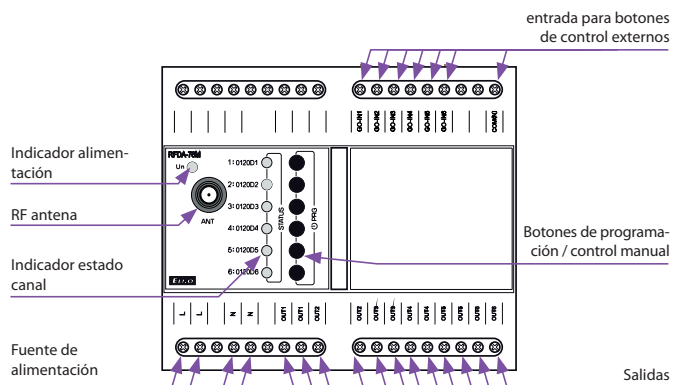 entrada para botones
de control externos
GO-IN1
GO-IN2
GO-IN3
GO-IN4
GO-IN5
GO-IN6
COM(N)
Indicador alimen-
tación
RFDA-76M
Un
1: 0120D1
2: 0120D2
3: 0120D3
4: 0120D4
5: 0120D5
6: 0120D6
STATUS
PRG
RF antena
ANT
Botones de programa-
ción / control manual
Indicador estado
canal
L
L
N
N
OUT1
OUT1
OUT2
OUT2
OUT3
OUT3
OUT4
OUT4
OUT5
OUT5
OUT6
OUT6
Fuente de
alimentación
Salidas